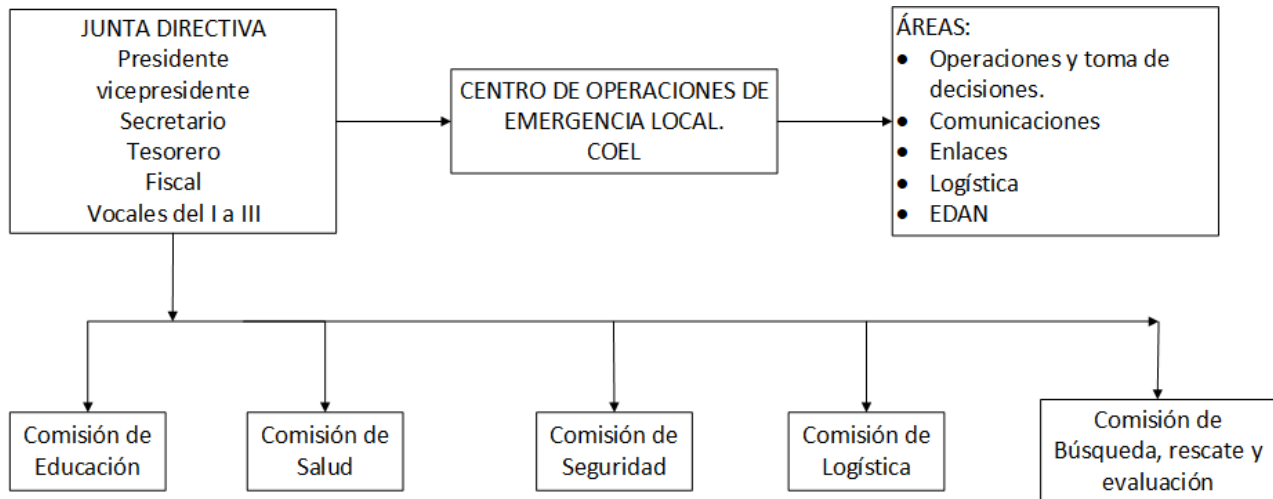 JUNTA DIRECTIVA
Presidente
vicepresidente
Secretario
Tesorero
Fiscal
Vocales del I a III
CENTRO DE OPERACIONES DE
EMERGENCIA LOCAL.
COEL
ÁREAS:
• Operaciones y toma de
decisiones.
• Comunicaciones
• Enlaces
• Logística
• EDAN
Comisión de
Educación
Comisión de
Salud
Comisión de
Seguridad
Comisión de
Logística
Comisión de
Búsqueda, rescate y
evaluación